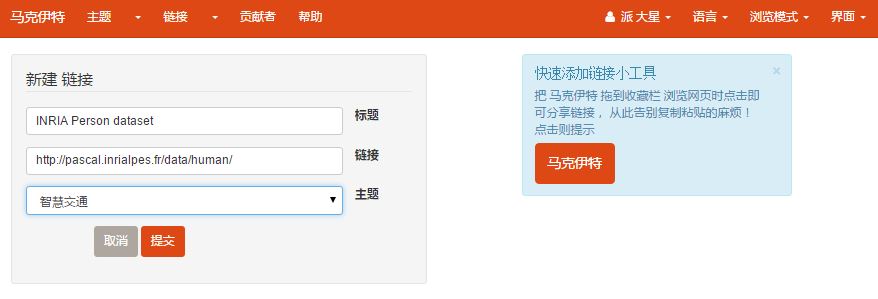 马克伊特 主题 链接 贡献者 帮助 派 大星 语言 浏览模式 界面
新建 链接
INRIA Person dataset 标题
http://pascal.inrialpes.fr/data/human/ 链接
智慧交通 主题
取消 提交
快速添加链接小工具 ×
把 马克伊特 拖到收藏栏 浏览网页时点击即
可分享链接 ，从此告别复制粘贴的麻烦！
点击则提示
马克伊特